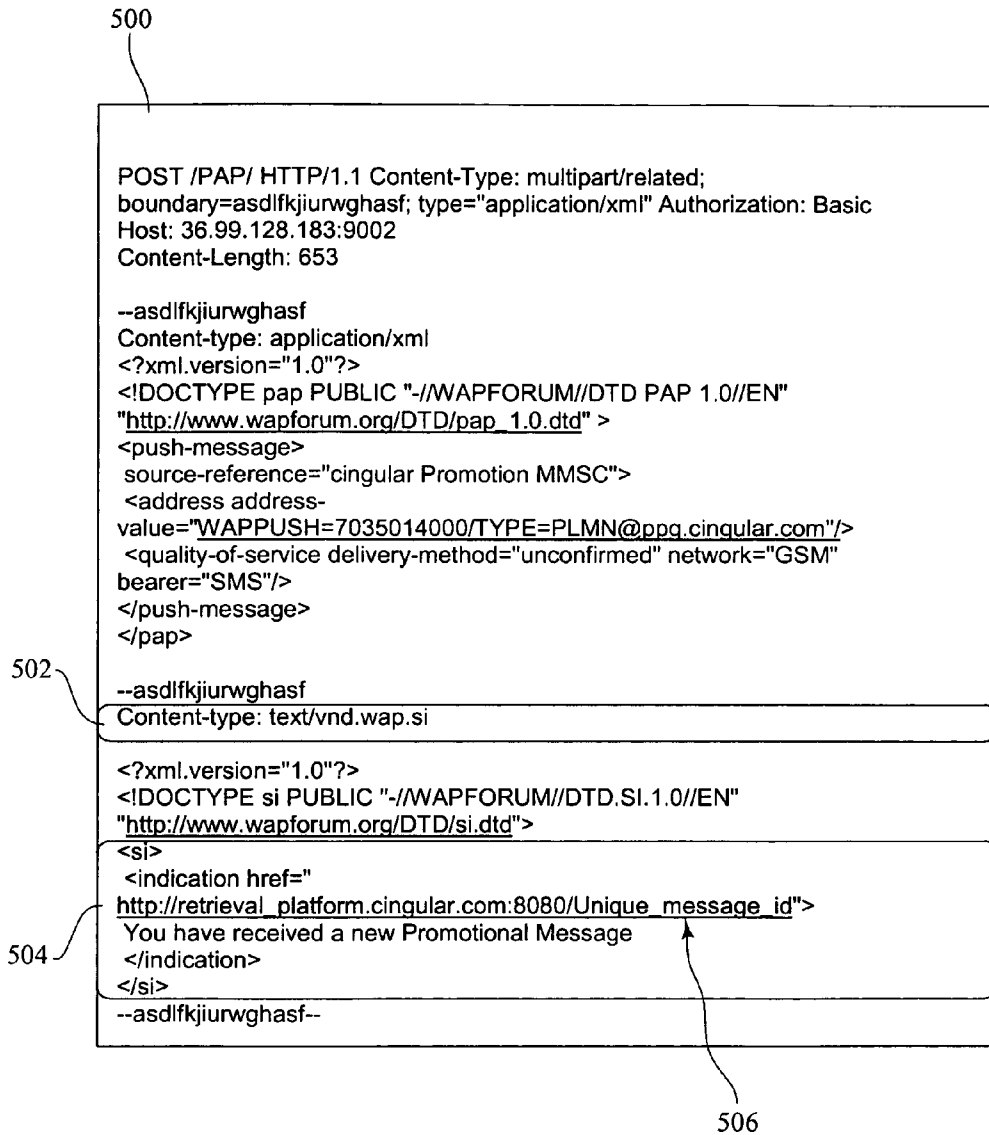 500
POST /PAP/ HTTP/1.1 Content-Type: multipart/related;
boundary=asdlfkjiurwghasf; type="application/xml" Authorization: Basic
Host: 36.99.128.183:9002
Content-Length: 653
--asdlfkjiurwghasf
Content-type: application/xml
<?xml.version="1.0"?>
<!DOCTYPE pap PUBLIC "-//WAPFORUM//DTD PAP 1.0//EN"
"http://www.wapforum.org/DTD/pap_1.0.dtd" >
<push-message>
source-reference="cingular Promotion MMSC">
<address address-
value="WAPPUSH=7035014000/TYPE=PLMN@ppg.cingular.com"/>
<quality-of-service delivery-method="unconfirmed" network="GSM"
bearer="SMS"/>
</push-message>
</pap>
502
--asdlfkjiurwghasf
Content-type: text/vnd.wap.si
<?xml.version="1.0"?>
<!DOCTYPE si PUBLIC "-//WAPFORUM//DTD.SI.1.0//EN"
"http://www.wapforum.org/DTD/si.dtd">
<si>
<indication href="
http://retrieval_platform.cingular.com:8080/Unique_message_id">
You have received a new Promotional Message
504
</indication>
</si>
--asdlfkjiurwghasf--
506